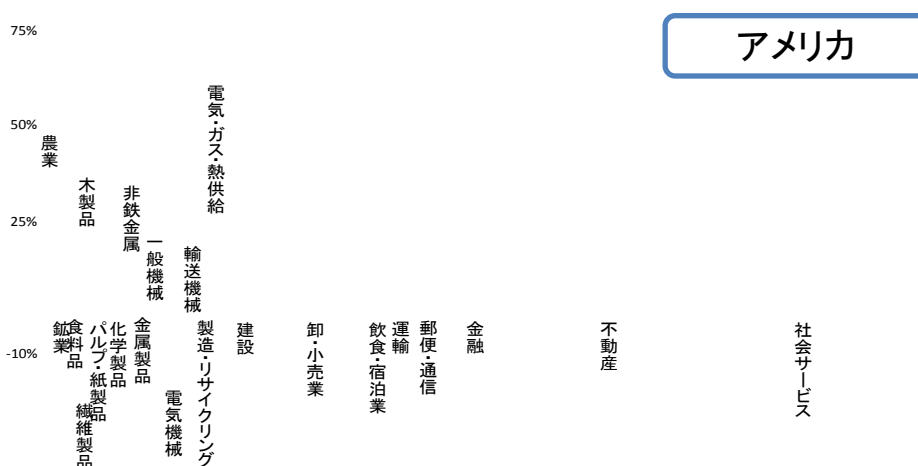 アメリカ
75%
50%
25%
-10%
農業
鉱業
食料品
繊維製品
木製品
パルプ・紙製品
化学製品
非鉄金属
金属製品
一般機械
電気機械
輸送機械
製造・リサイクリング
電気・ガス・熱供給
建設
卸・小売業
飲食・宿泊業
運輸
郵便・通信
金融
不動産
社会サービス